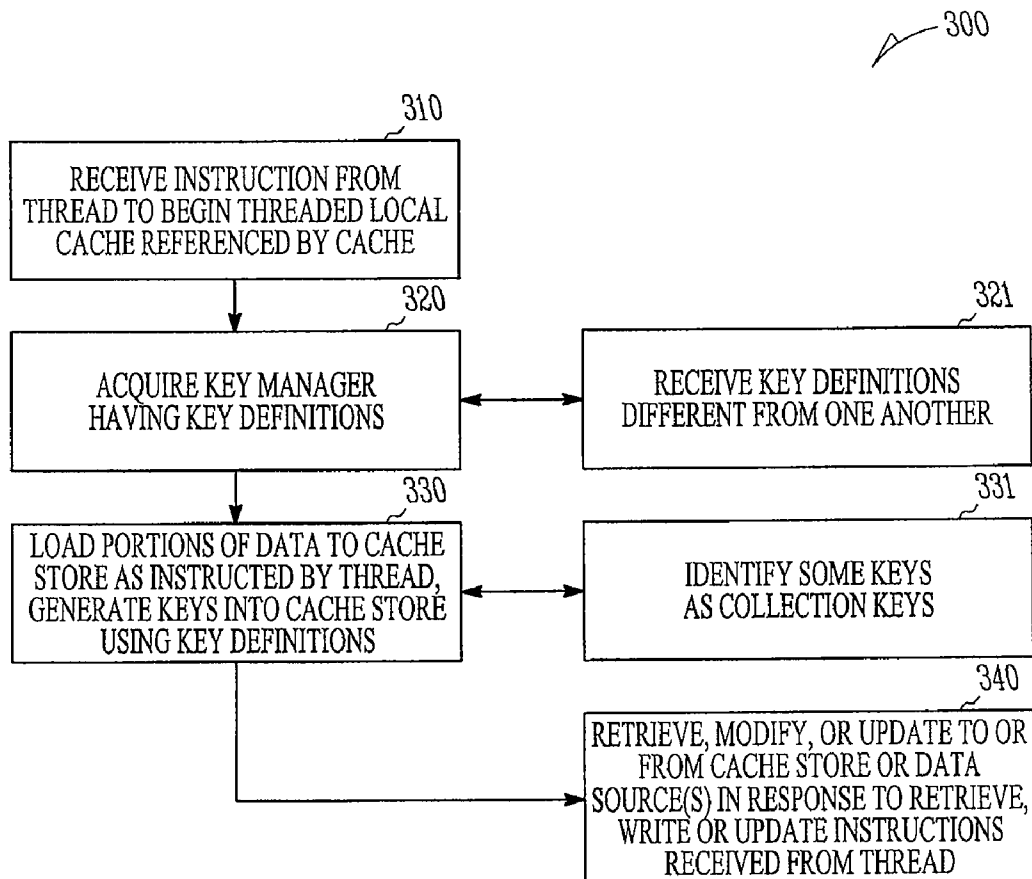 300
310
RECEIVE INSTRUCTION FROM
THREAD TO BEGIN THREADED LOCAL
CACHE REFERENCED BY CACHE
320
ACQUIRE KEY MANAGER
HAVING KEY DEFINITIONS
321
RECEIVE KEY DEFINITIONS
DIFFERENT FROM ONE ANOTHER
330
LOAD PORTIONS OF DATA TO CACHE
STORE AS INSTRUCTED BY THREAD,
GENERATE KEYS INTO CACHE STORE
USING KEY DEFINITIONS
331
IDENTIFY SOME KEYS
AS COLLECTION KEYS
340
RETRIEVE, MODIFY, OR UPDATE TO OR
FROM CACHE STORE OR DATA
SOURCE(S) IN RESPONSE TO RETRIEVE,
WRITE OR UPDATE INSTRUCTIONS
RECEIVED FROM THREAD